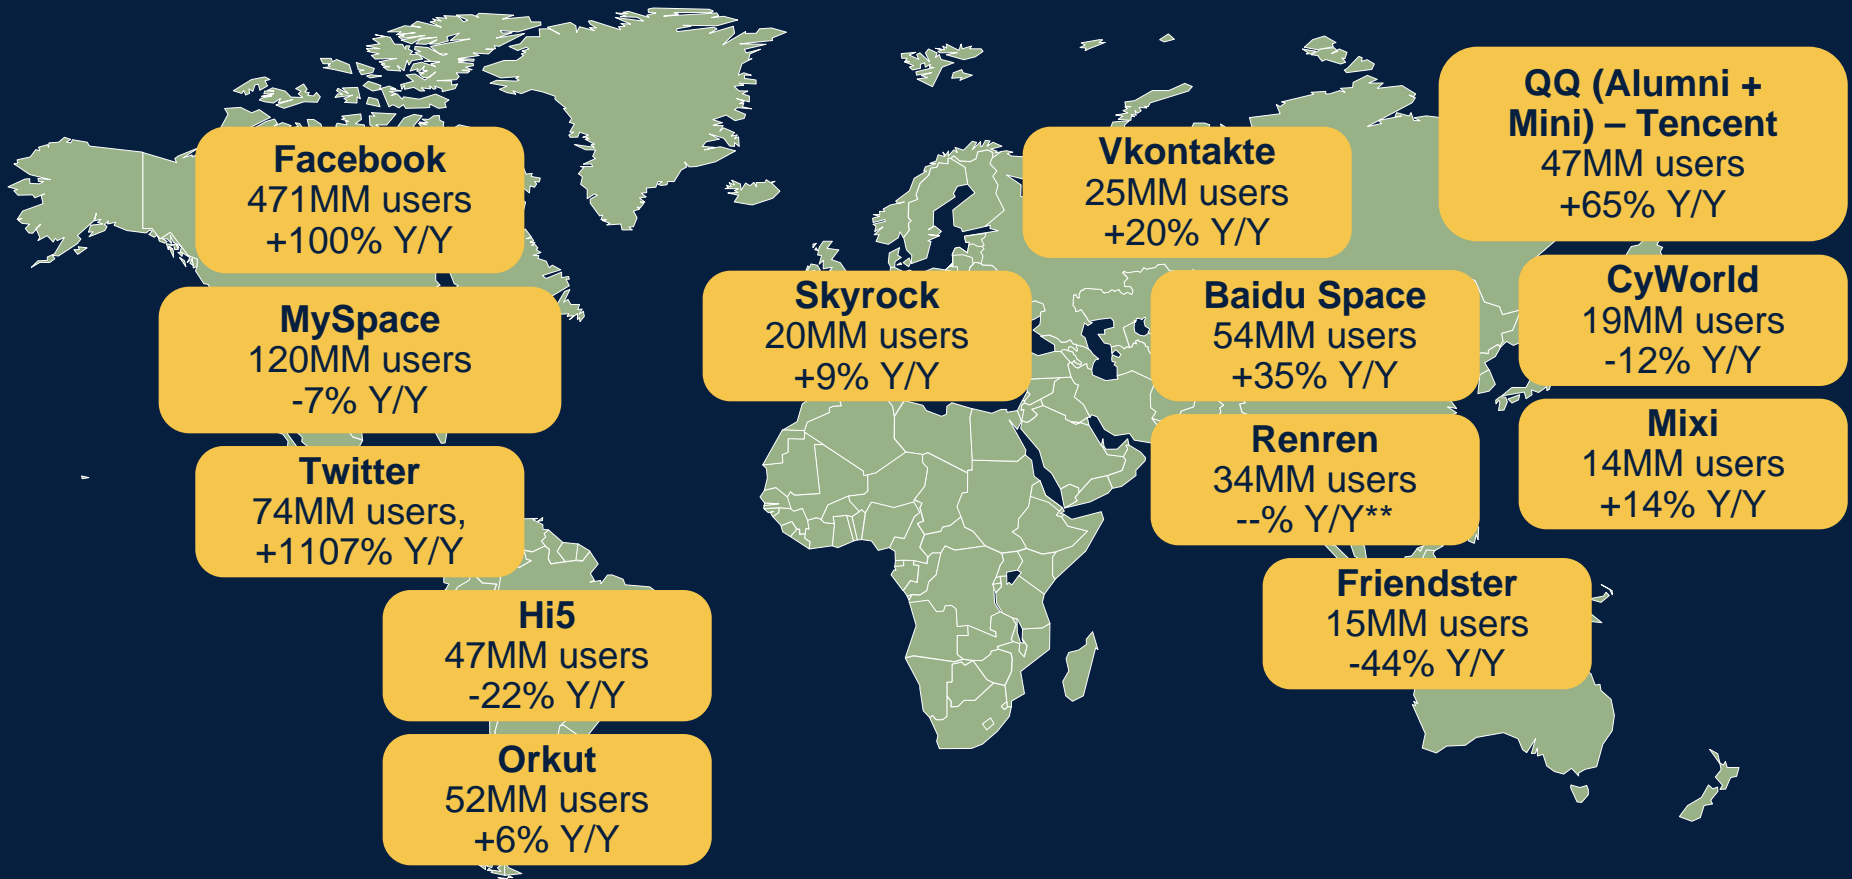 Facebook
471MM users
+100% Y/Y
MySpace
120MM users
-7% Y/Y
Twitter
74MM users,
+1107% Y/Y
Hi5
47MM users
-22% Y/Y
Orkut
52MM users
+6% Y/Y
Skyrock
20MM users
+9% Y/Y
Vkontakte
25MM users
+20% Y/Y
Baidu Space
54MM users
+35% Y/Y
Renren
34MM users
--% Y/Y**
Friendster
15MM users
-44% Y/Y
QQ (Alumni +
Mini) – Tencent
47MM users
+65% Y/Y
CyWorld
19MM users
-12% Y/Y
Mixi
14MM users
+14% Y/Y